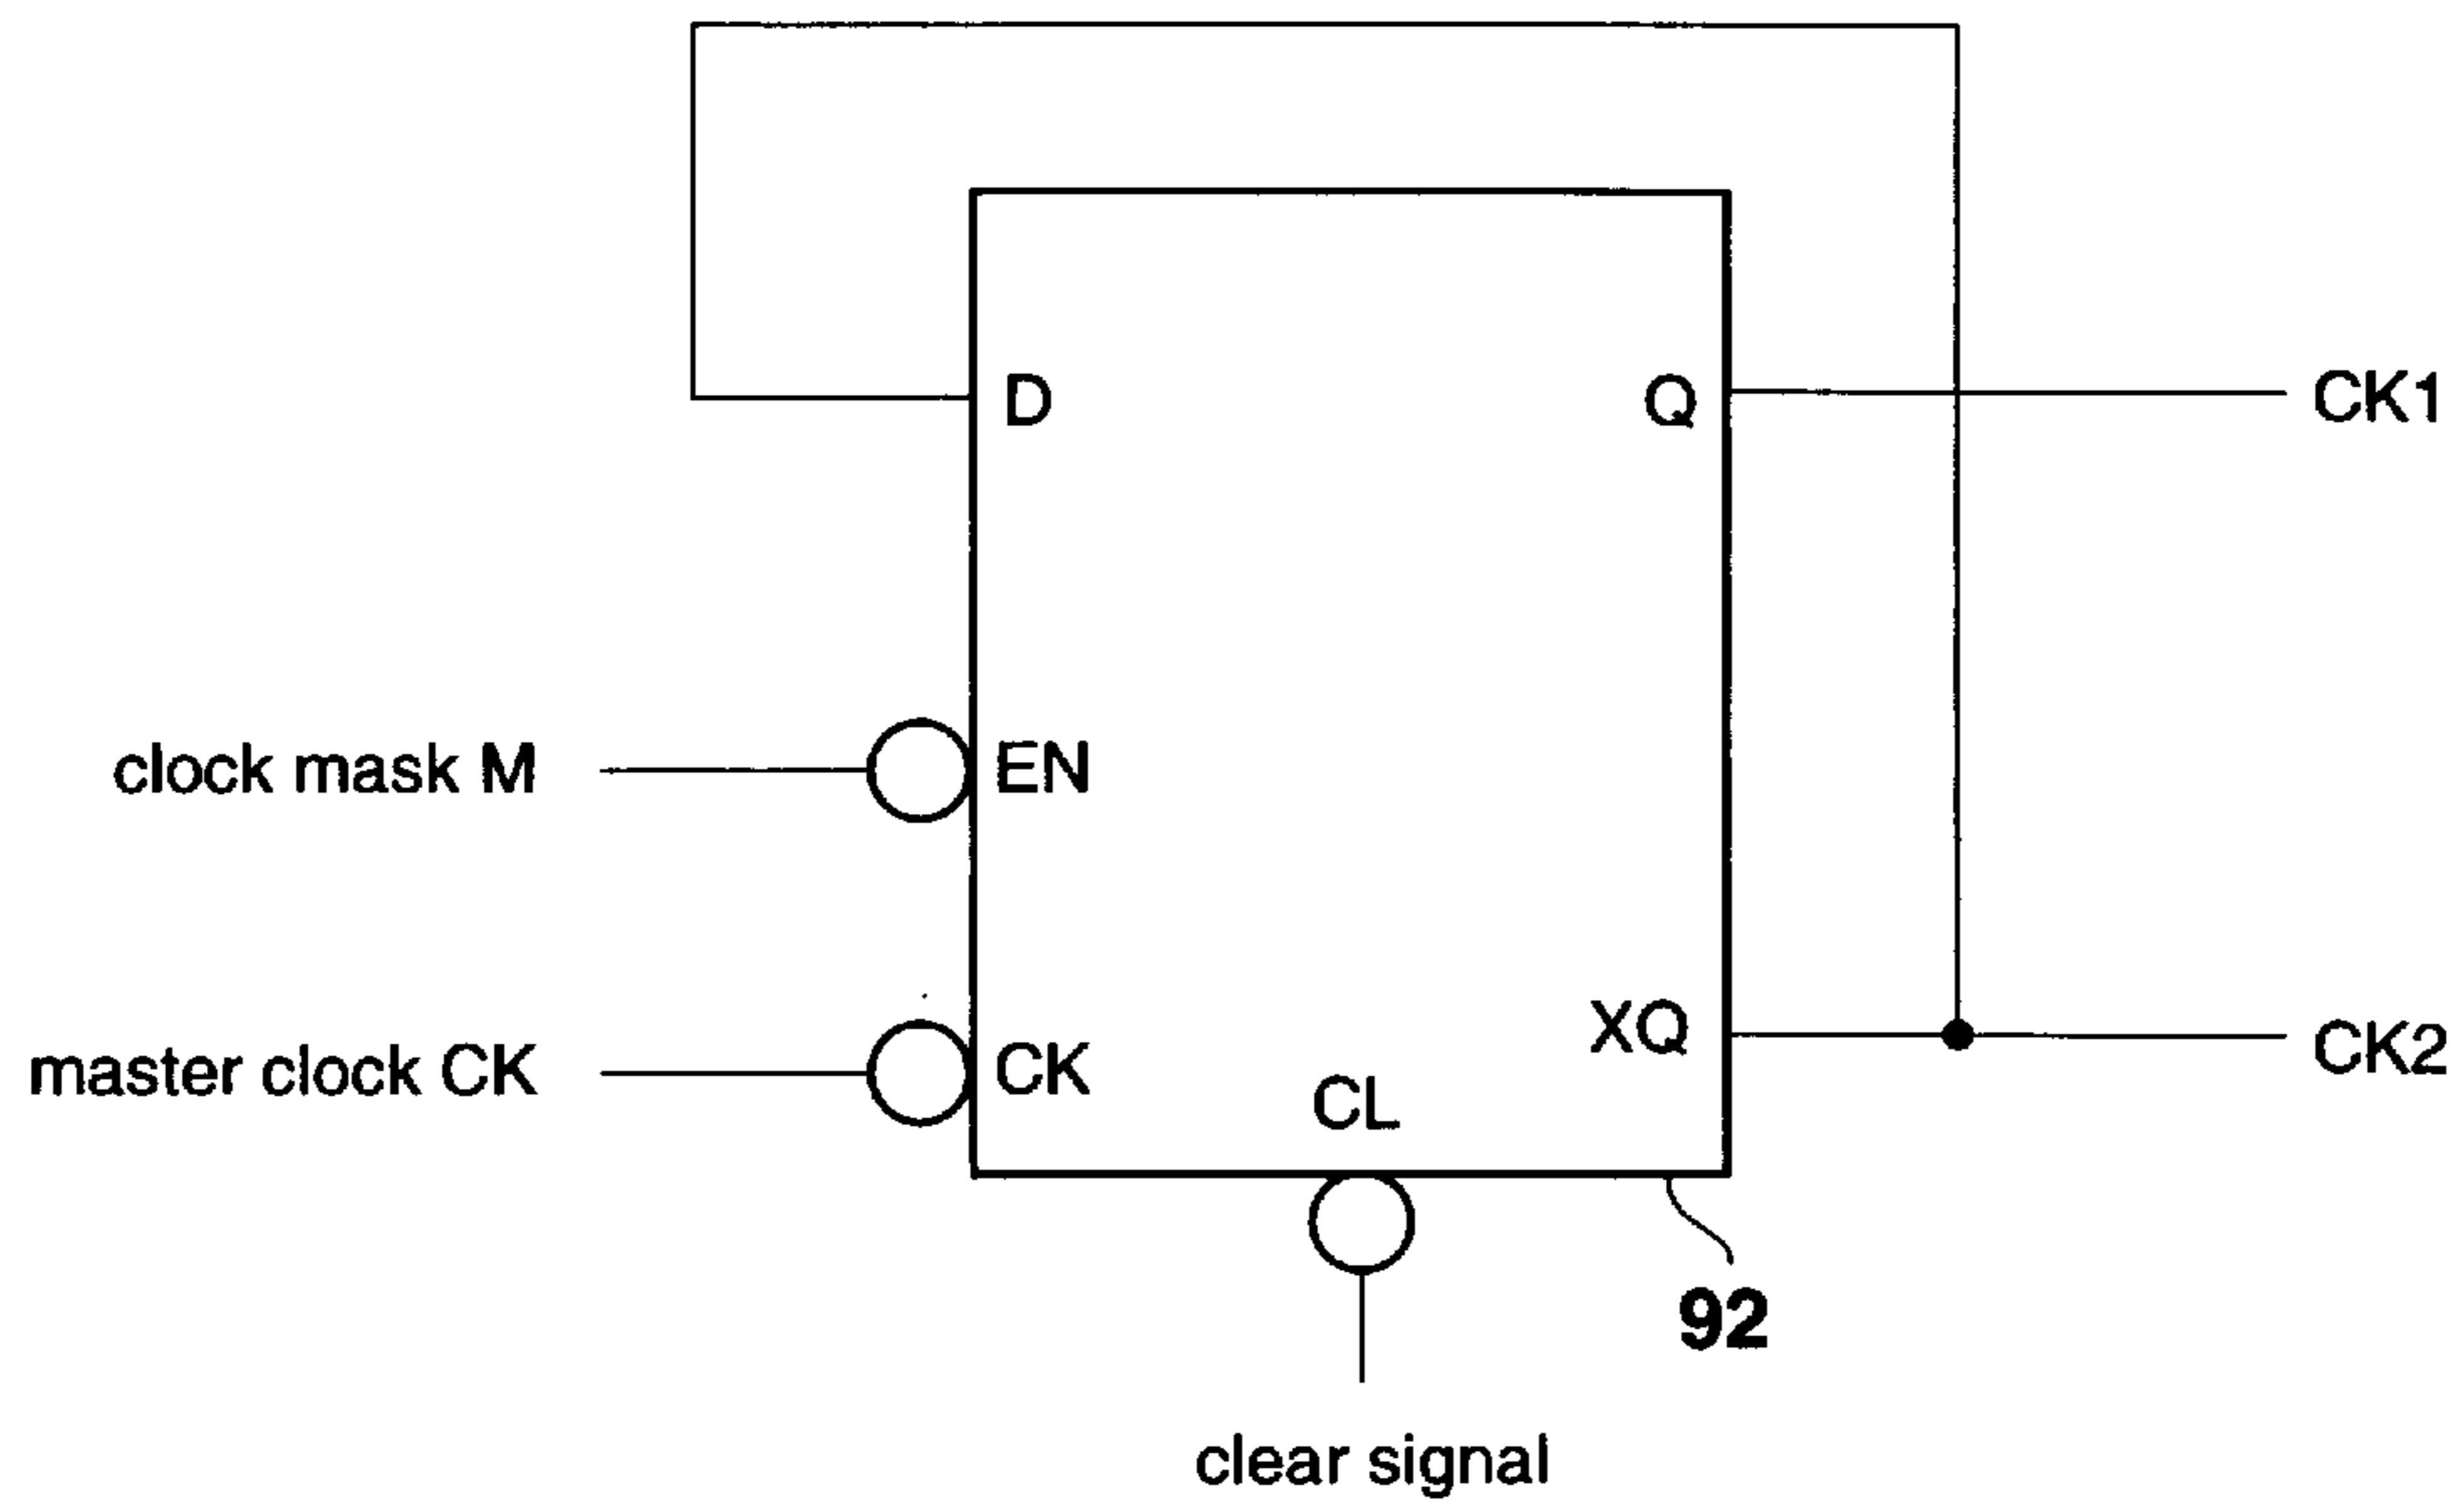 D
Q
CK1
clock mask M
EN
XQ
CK2
master clock CK
CK
CL
92
clear signal